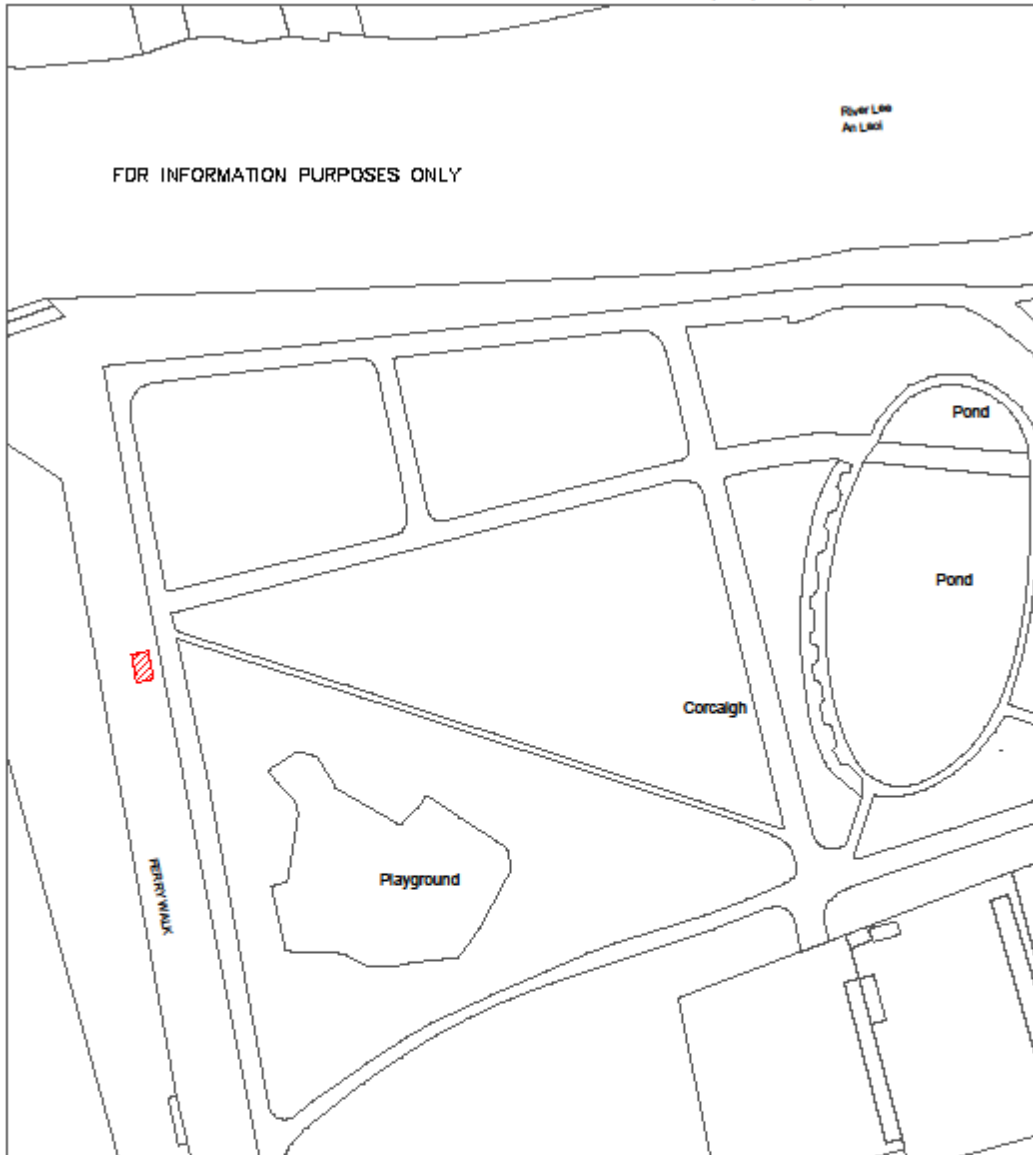 River Lee
An Laoi
FOR INFORMATION PURPOSES ONLY
Pond
Pond
Corcaigh
Playground
FERRY WALK